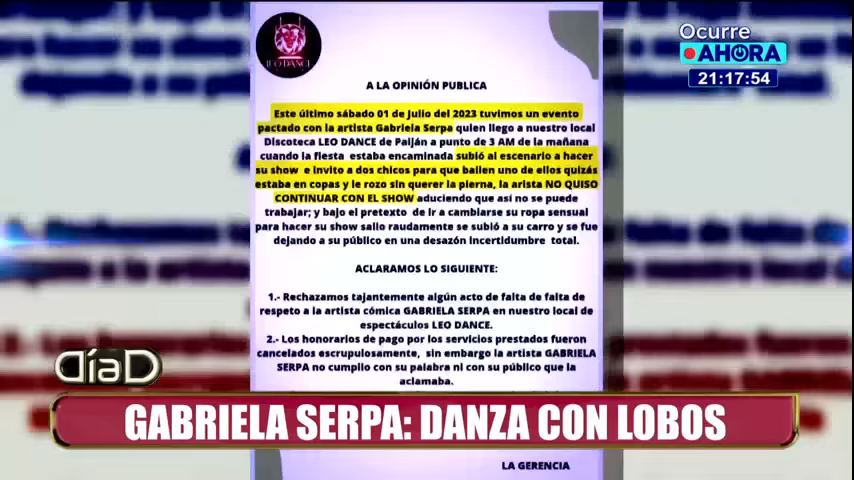 Ocurre
AHORA
21:17:54
LEO DANCE
A LA OPINIÓN PUBLICA
Este último sábado 01 de Julio del 2023 tuvimos un evento
pactado con la artista Gabriela Serpa quien llego a nuestro local
Discoteca LEO DANCE de Paiján a punto de 3 AM de la mañana
cuando la fiesta estaba encaminada subió al escenario a hacer
su show e invito a dos chicos para que bailen uno de ellos quizás
estaba en copas y le rozo sin querer la pierna, la arista NO QUISO
CONTINUAR CON EL SHOW aduciendo que así no se puede
trabajar; y bajo el pretexto de ir a cambiarse su ropa sensual
para hacer su show salio raudamente se subió a su carro y se fue
dejando a su público en una desazón incertidumbre total.
ACLARAMOS LO SIGUIENTE:
1.- Rechazamos tajantemente algún acto de falta de falta de
respeto a la artista cómica GABRIELA SERPA en nuestro local de
espectáculos LEO DANCE.
2.- Los honorarios de pago por los servicios prestados fueron
cancelados escrupulosamente, sin embargo la artista GABRIELA
SERPA no cumplio con su palabra ni con su público que la
aclamaba.
DíaD
GABRIELA SERPA: DANZA CON LOBOS
LA GERENCIA